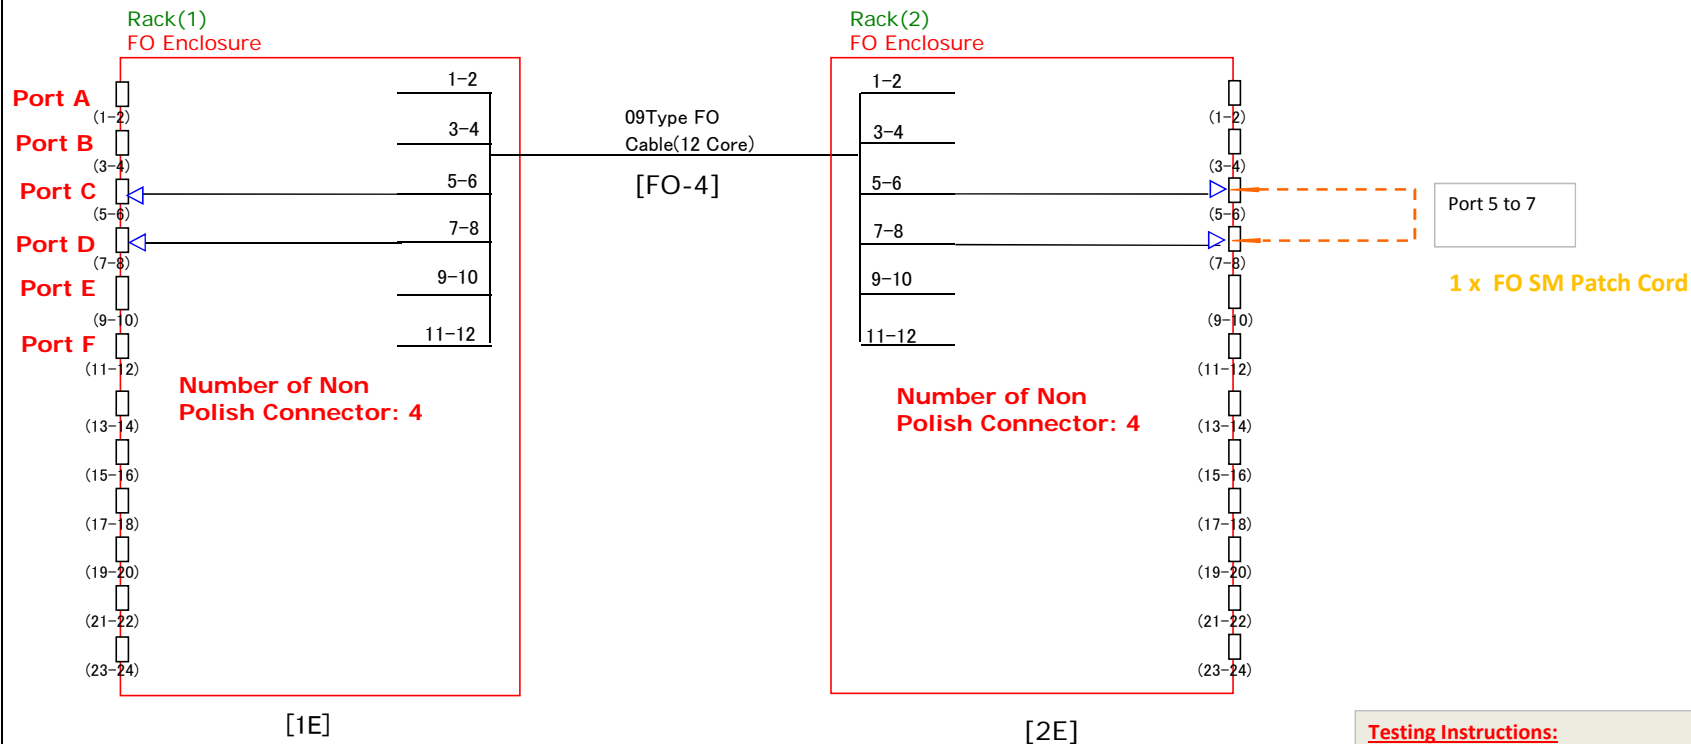 Rack(1)
FO Enclosure
Port A
(1-2)
Port B
(3-4)
Port C
(5-6)
Port D
(7-8)
Port E
(9-10)
Port F
(11-12)
(13-14)
(15-16)
(17-18)
(19-20)
(21-22)
(23-24)
1-2
3-4
5-6
7-8
9-10
11-12
Number of Non
Polish Connector: 4
[1E]
09Type FO
Cable(12 Core)
[FO-4]
Rack(2)
FO Enclosure
1-2
3-4
5-6
7-8
9-10
11-12
Number of Non
Polish Connector: 4
(1-2)
(3-4)
(5-6)
(7-8)
(9-10)
(11-12)
(13-14)
(15-16)
(17-18)
(19-20)
(21-22)
(23-24)
[2E]
Port 5 to 7
1 x FO SM Patch Cord
Testing Instructions: